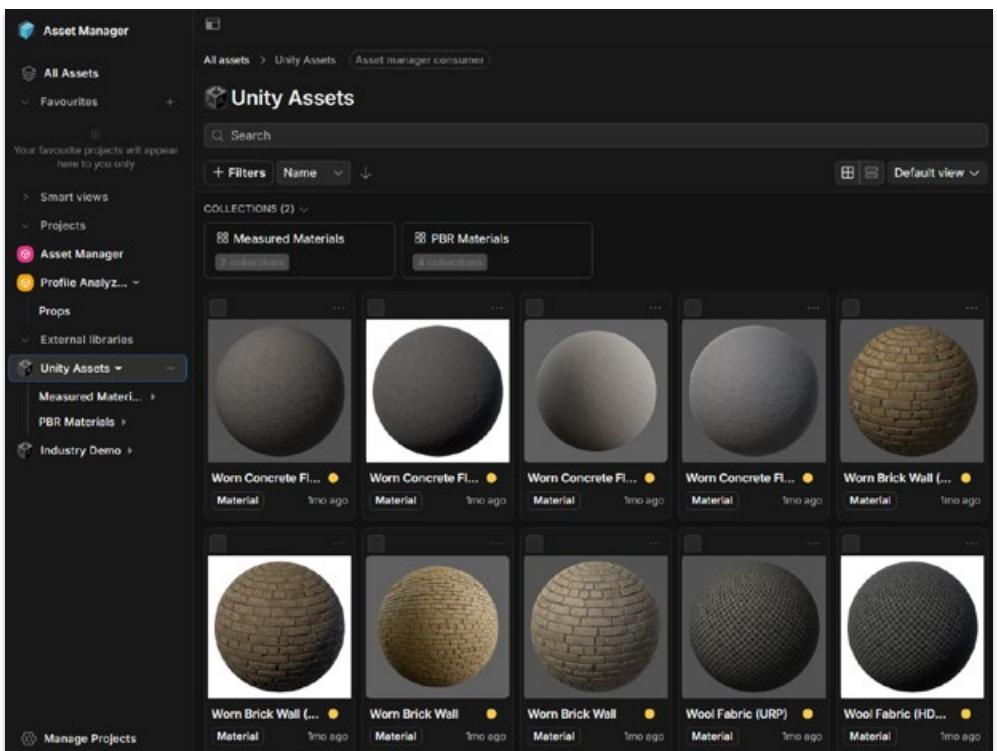 Asset Manager
All Assets
Favourites +
Your favourite projects will appear
here to you only
Smart views
Projects
Asset Manager
Profile Analyz...
Props
External libraries
Unity Assets ...
Measured Materi...
PBR Materials
Industry Demo
Manage Projects
All assets > Unity Assets Asset manager consumer
Unity Assets
Search
+ Filters Name Default view
COLLECTIONS (2)
Measured Materials PBR Materials
2 collections 4 collections
Worn Concrete Fl... Worn Concrete Fl... Worn Concrete Fl... Worn Concrete Fl... Worn Brick Wall (...
Material 1mo ago Material 1mo ago Material 1mo ago Material 1mo ago Material 1mo ago
Worn Brick Wall (... Worn Brick Wall Worn Brick Wall Wool Fabric (URP) Wool Fabric (HD...
Material 1mo ago Material 1mo ago Material 1mo ago Material 1mo ago Material 1mo ago